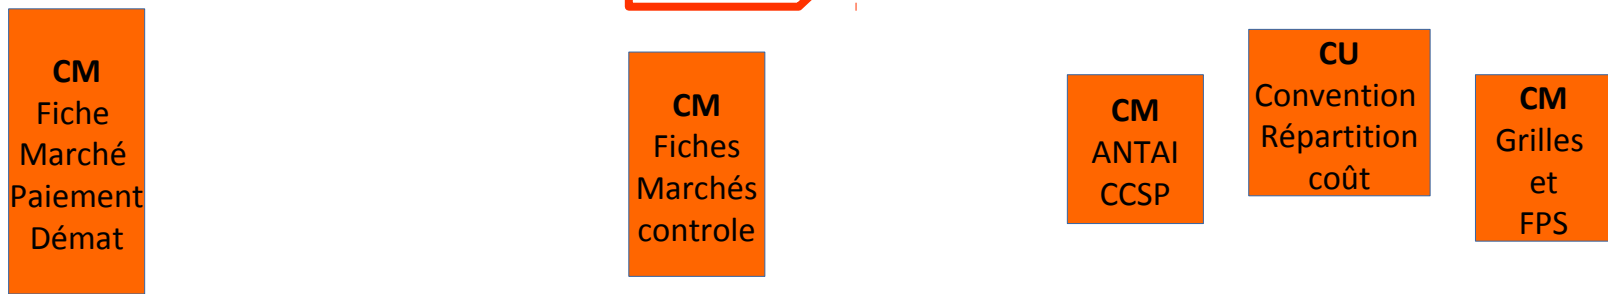 CM
Fiche
Marché
Paiement
Démat
CM
Fiches
Marchés
controle
CM
ANTAI
CCSP
CU
Convention
Répartition
coût
CM
Grilles
et
FPS